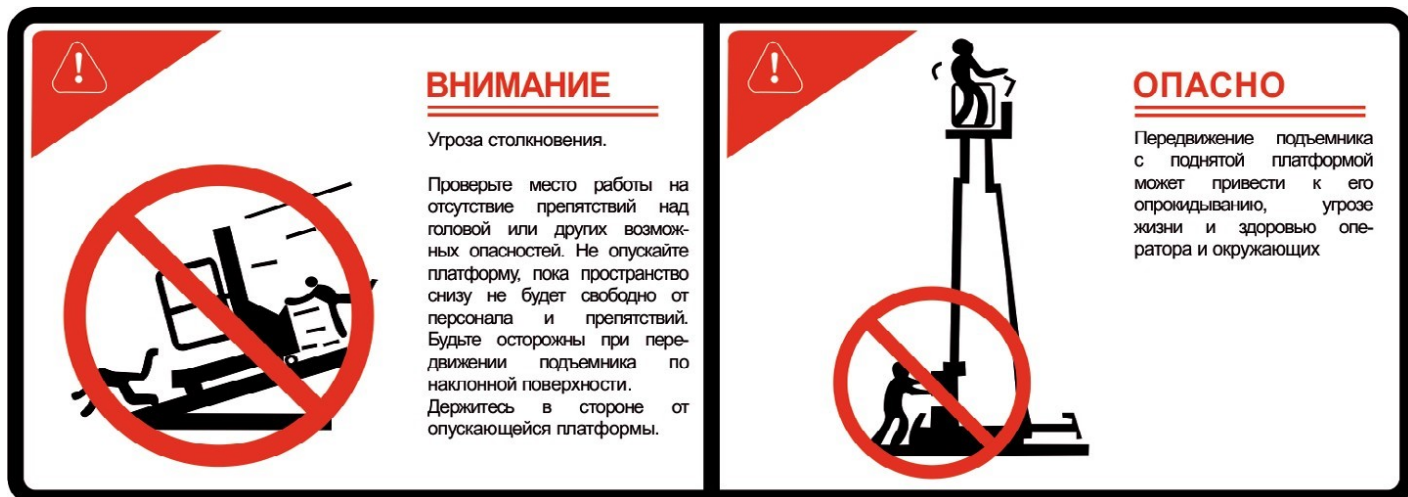 ВНИМАНИЕ
Угроза столкновения.
Проверьте место работы на
отсутствие препятствий над
головой или других возмож-
ных опасностей. Не опускайте
платформу, пока пространство
снизу не будет свободно от
персонала и препятствий.
Будьте осторожны при пере-
движении подъемника по
наклонной поверхности.
Держитесь в стороне от
опускающейся платформы.
ОПАСНО
Передвижение подъемника
с поднятой платформой
может привести к его
опрокидыванию, угрозе
жизни и здоровью опе-
ратора и окружающих